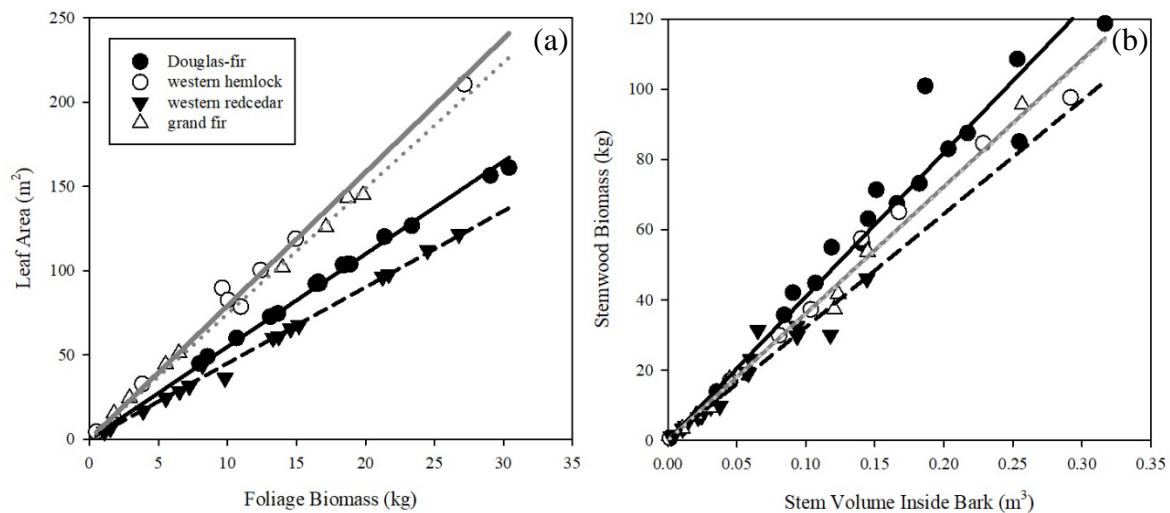 250
200
150
100
50
0
Leaf Area (m²)
(a)
Douglas-fir
western hemlock
western redcedar
grand fir
0 5 10 15 20 25 30 35
Foliage Biomass (kg)
120
100
80
60
40
20
0
Stemwood Biomass (kg)
(b)
0.00 0.05 0.10 0.15 0.20 0.25 0.30 0.35
Stem Volume Inside Bark (m³)